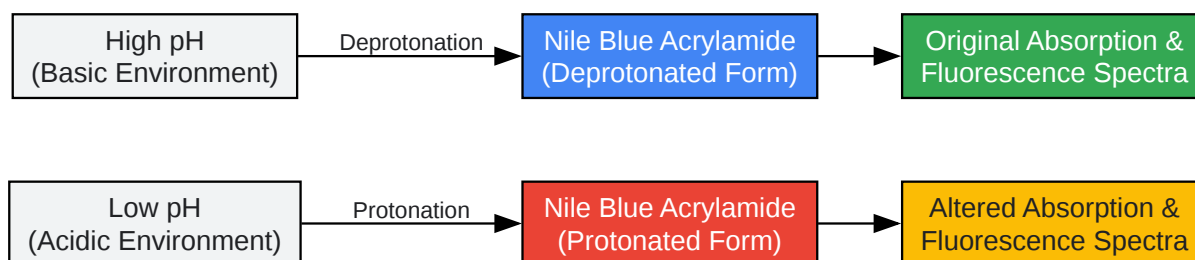 High pH
(Basic Environment)
Deprotonation
Nile Blue Acrylamide
(Deprotonated Form)
Original Absorption &
Fluorescence Spectra
Low pH
(Acidic Environment)
Protonation
Nile Blue Acrylamide
(Protonated Form)
Altered Absorption &
Fluorescence Spectra